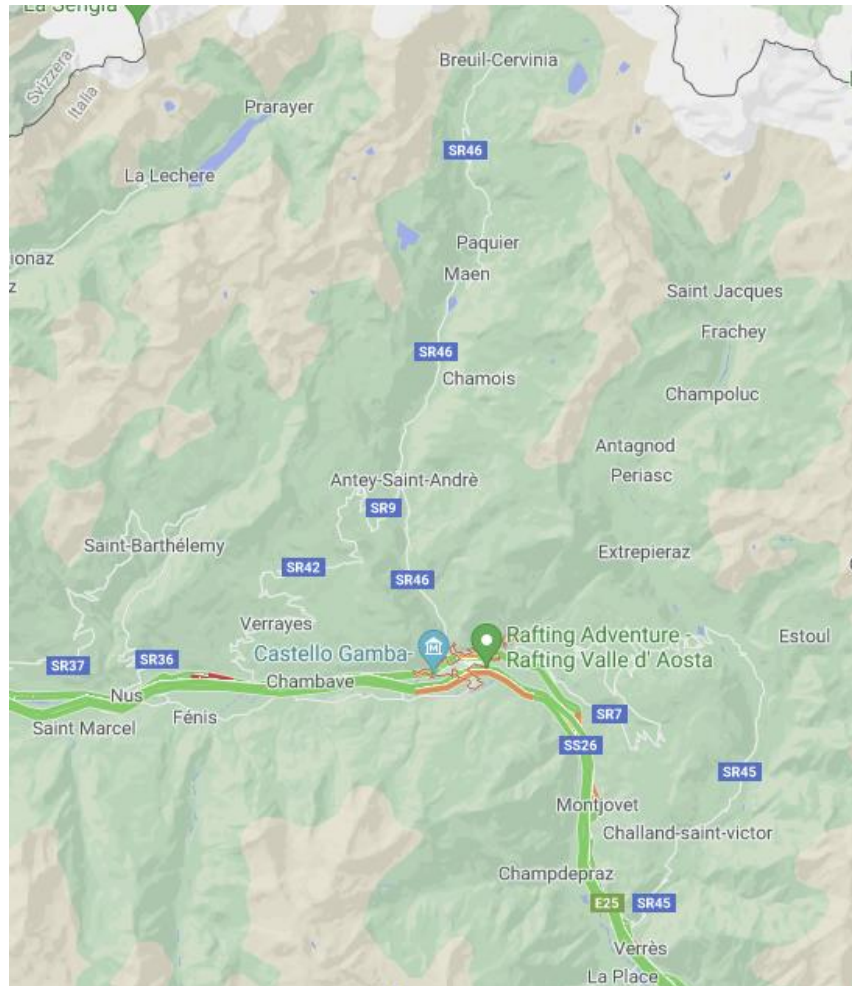 La Sengia
Svizzera
Italia
Breuil-Cervinia
Prarayer
SR46
La Lechere
Paquier
ionaz
z
Maen
Saint Jacques
Frachey
SR46
Chamois
Champoluc
Antagnod
Periasc
Antey-Saint-Andrè
SR9
Saint-Barthélemy
Extrepieraz
SR42
SR46
Verrayes
Rafting Adventure -
Rafting Valle d' Aosta
Estoul
Castello Gamba
SR37
SR36
Chambave
Nus
Fénis
Saint Marcel
SR7
SS26
SR45
Montjovet
Challand-saint-victor
Champdepraz
E25
SR45
Verrès
La Place